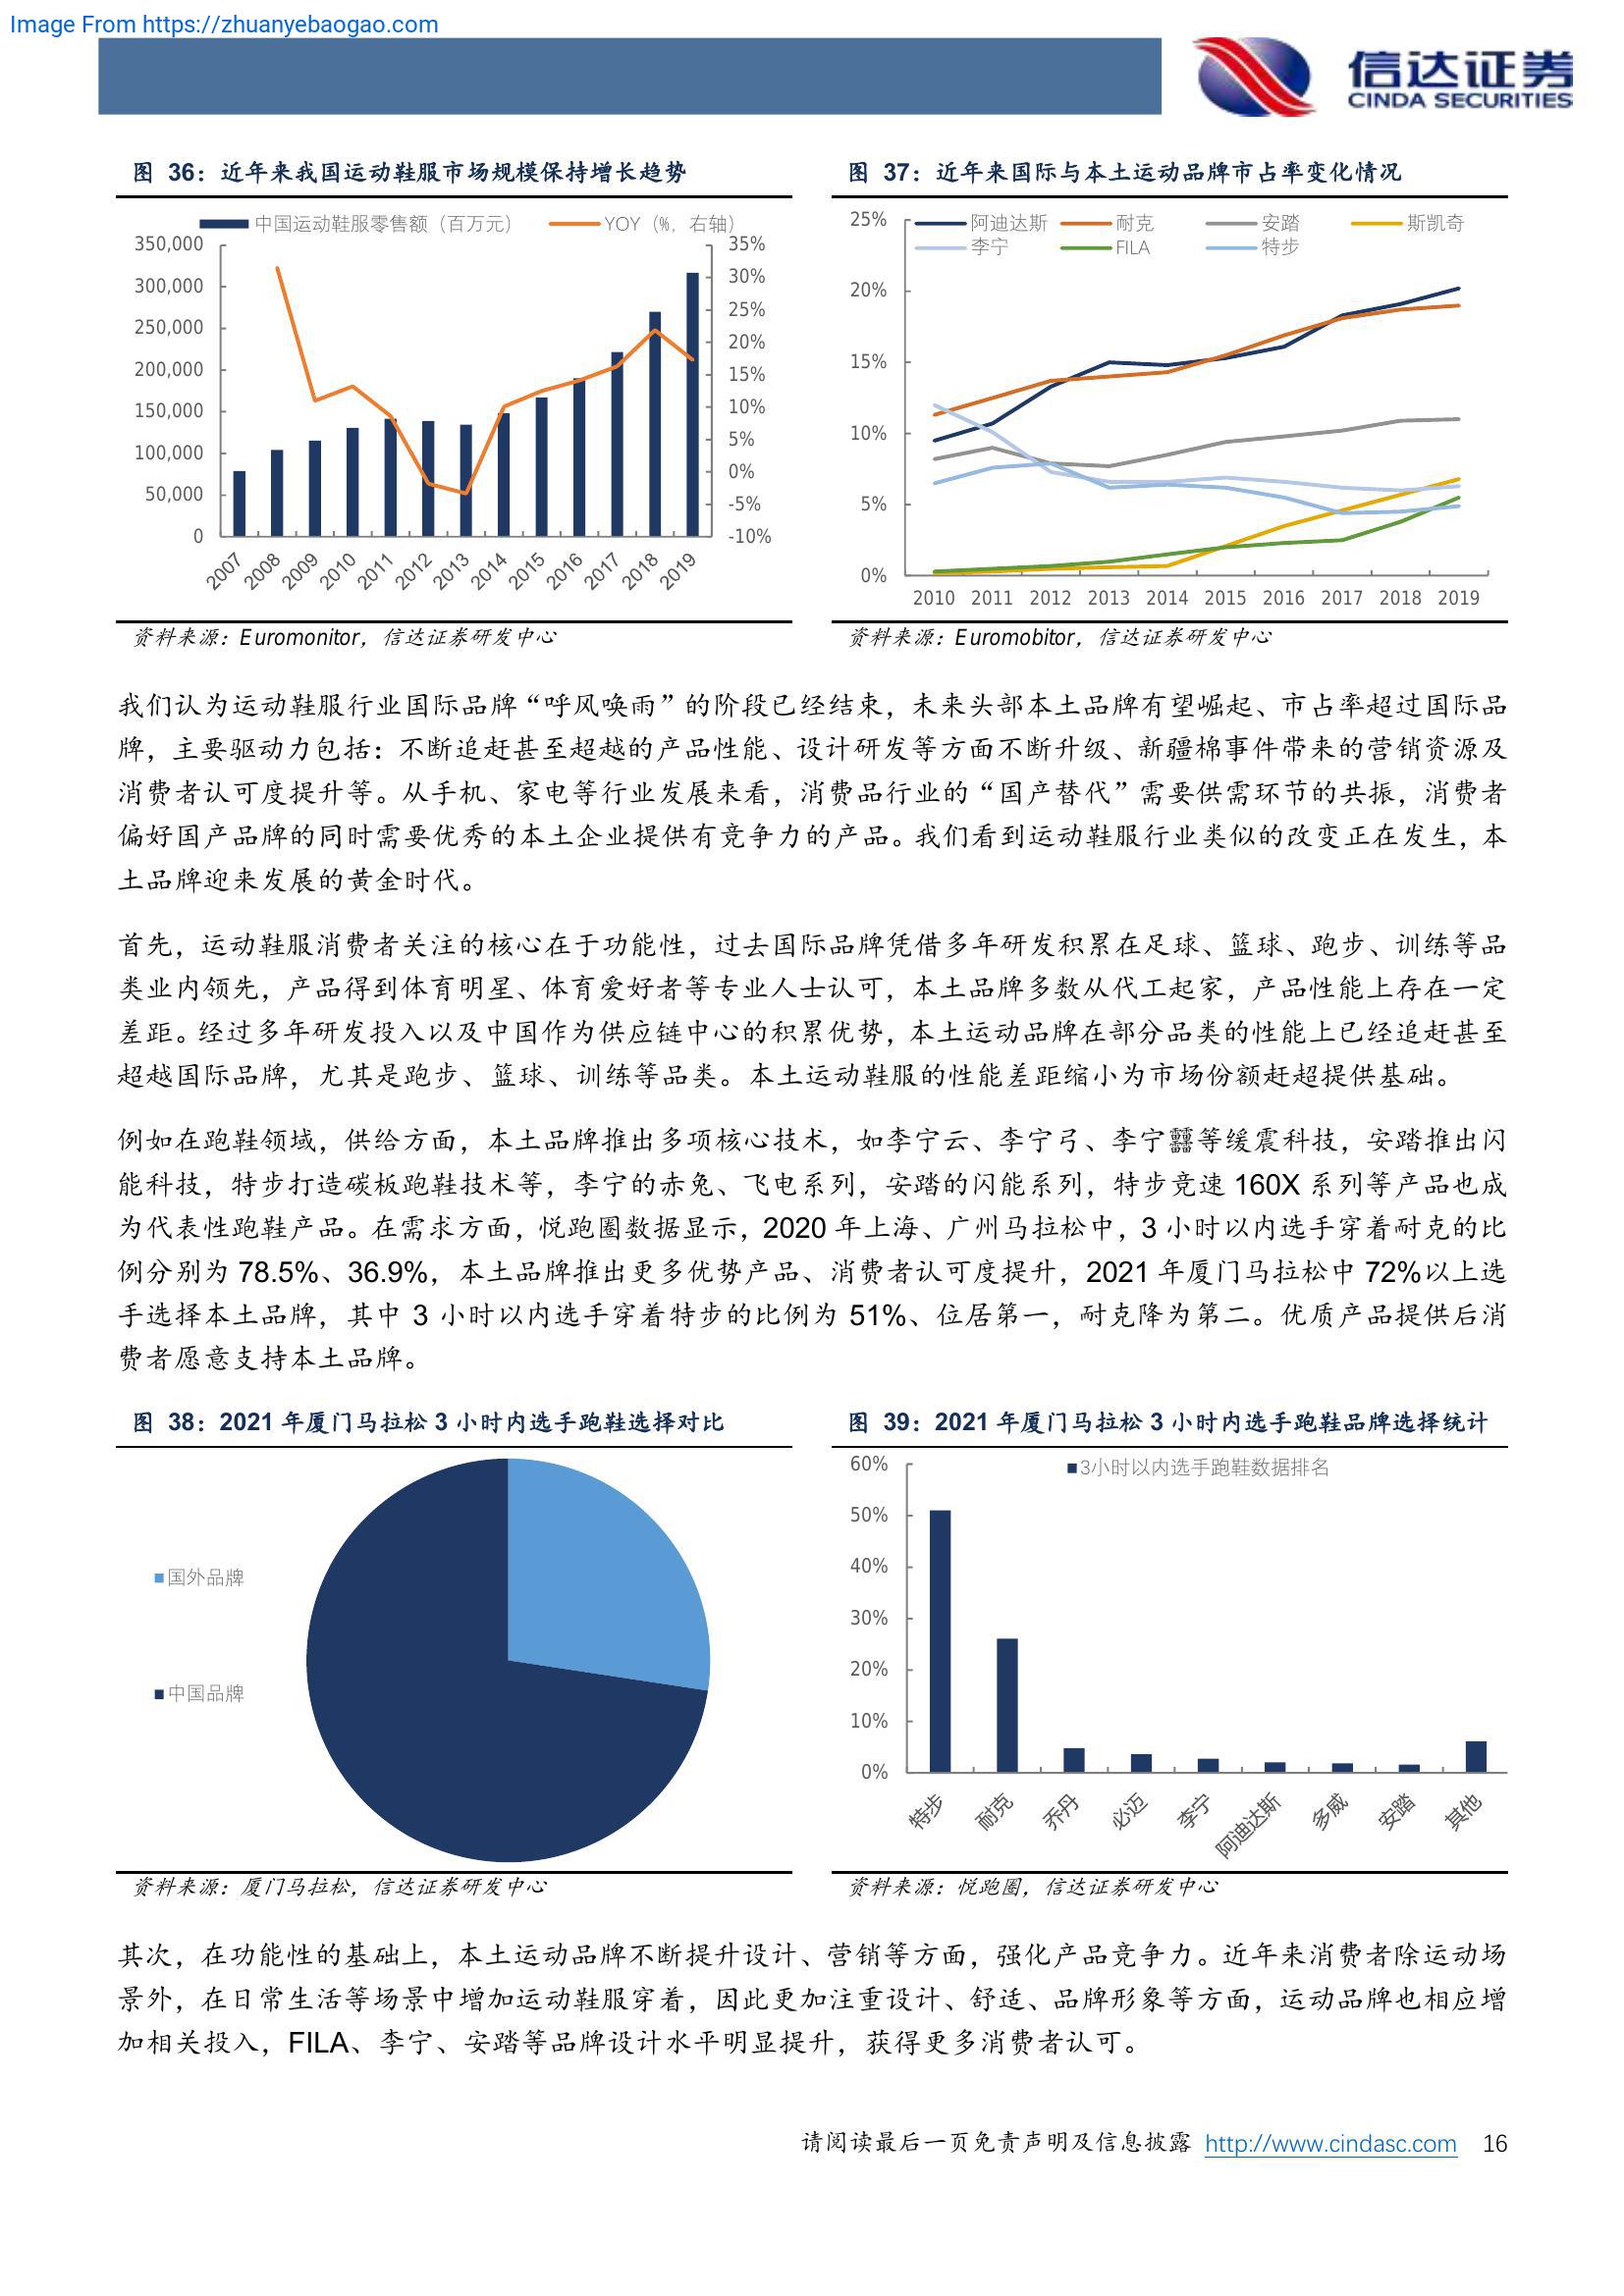 Image From https://zhuanyebaogao.com
信达证券
CINDA SECURITIES
图 36：近年来我国运动鞋服市场规模保持增长趋势
中国运动鞋服零售额（百万元）
YOY（%，右轴）
350,000
300,000
250,000
200,000
150,000
100,000
50,000
0
35%
30%
25%
20%
15%
10%
5%
0%
-5%
-10%
2007 2008 2009 2010 2011 2012 2013 2014 2015 2016 2017 2018 2019
资料来源：Euromonitor，信达证券研发中心
图 37：近年来国际与本土运动品牌市占率变化情况
阿迪达斯 耐克 安踏 斯凯奇
李宁 FILA 特步
25%
20%
15%
10%
5%
0%
2010 2011 2012 2013 2014 2015 2016 2017 2018 2019
资料来源：Euromobitor，信达证券研发中心
我们认为运动鞋服行业国际品牌“呼风唤雨”的阶段已经结束，未来头部本土品牌有望崛起、市占率超过国际品
牌，主要驱动力包括：不断追赶甚至超越的产品性能、设计研发等方面不断升级、新疆棉事件带来的营销资源及
消费者认可度提升等。从手机、家电等行业发展来看，消费品行业的“国产替代”需要供需环节的共振，消费者
偏好国产品牌的同时需要优秀的本土企业提供有竞争力的产品。我们看到运动鞋服行业类似的改变正在发生，本
土品牌迎来发展的黄金时代。
首先，运动鞋服消费者关注的核心在于功能性，过去国际品牌凭借多年研发积累在足球、篮球、跑步、训练等品
类业内领先，产品得到体育明星、体育爱好者等专业人士认可，本土品牌多数从代工起家，产品性能上存在一定
差距。经过多年研发投入以及中国作为供应链中心的积累优势，本土运动品牌在部分品类的性能上已经追赶甚至
超越国际品牌，尤其是跑步、篮球、训练等品类。本土运动鞋服的性能差距缩小为市场份额赶超提供基础。
例如在跑鞋领域，供给方面，本土品牌推出多项核心技术，如李宁云、李宁弓、李宁䨻等缓震科技，安踏推出闪
能科技，特步打造碳板跑鞋技术等，李宁的赤兔、飞电系列，安踏的闪能系列，特步竞速 160X 系列等产品也成
为代表性跑鞋产品。在需求方面，悦跑圈数据显示，2020 年上海、广州马拉松中，3 小时以内选手穿着耐克的比
例分别为 78.5%、36.9%，本土品牌推出更多优势产品、消费者认可度提升，2021 年厦门马拉松中 72%以上选
手选择本土品牌，其中 3 小时以内选手穿着特步的比例为 51%、位居第一，耐克降为第二。优质产品提供后消
费者愿意支持本土品牌。
图 38：2021 年厦门马拉松 3 小时内选手跑鞋选择对比
国外品牌
中国品牌
资料来源：厦门马拉松，信达证券研发中心
图 39：2021 年厦门马拉松 3 小时内选手跑鞋品牌选择统计
3小时以内选手跑鞋数据排名
60%
50%
40%
30%
20%
10%
0%
特步 耐克 乔丹 必迈 李宁 阿迪达斯 多威 安踏 其他
资料来源：悦跑圈，信达证券研发中心
其次，在功能性的基础上，本土运动品牌不断提升设计、营销等方面，强化产品竞争力。近年来消费者除运动场
景外，在日常生活等场景中增加运动鞋服穿着，因此更加注重设计、舒适、品牌形象等方面，运动品牌也相应增
加相关投入，FILA、李宁、安踏等品牌设计水平明显提升，获得更多消费者认可。
请阅读最后一页免责声明及信息披露 http://www.cindasc.com 16